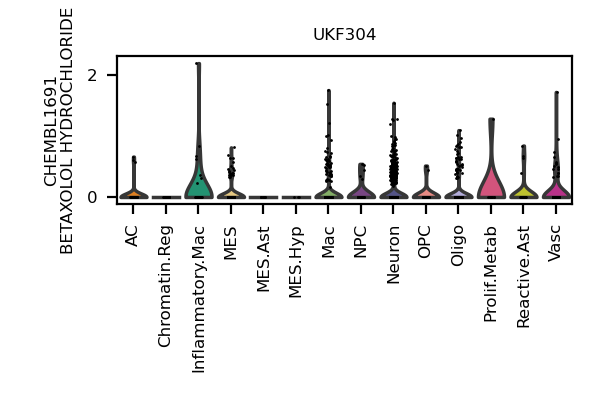 UKF304
CHEMBL1691
BETAXOLOL HYDROCHLORIDE
2
0
AC
Chromatin.Reg
Inflammatory.Mac
MES
MES.Ast
MES.Hyp
Mac
NPC
Neuron
OPC
Oligo
Prolif.Metab
Reactive.Ast
Vasc